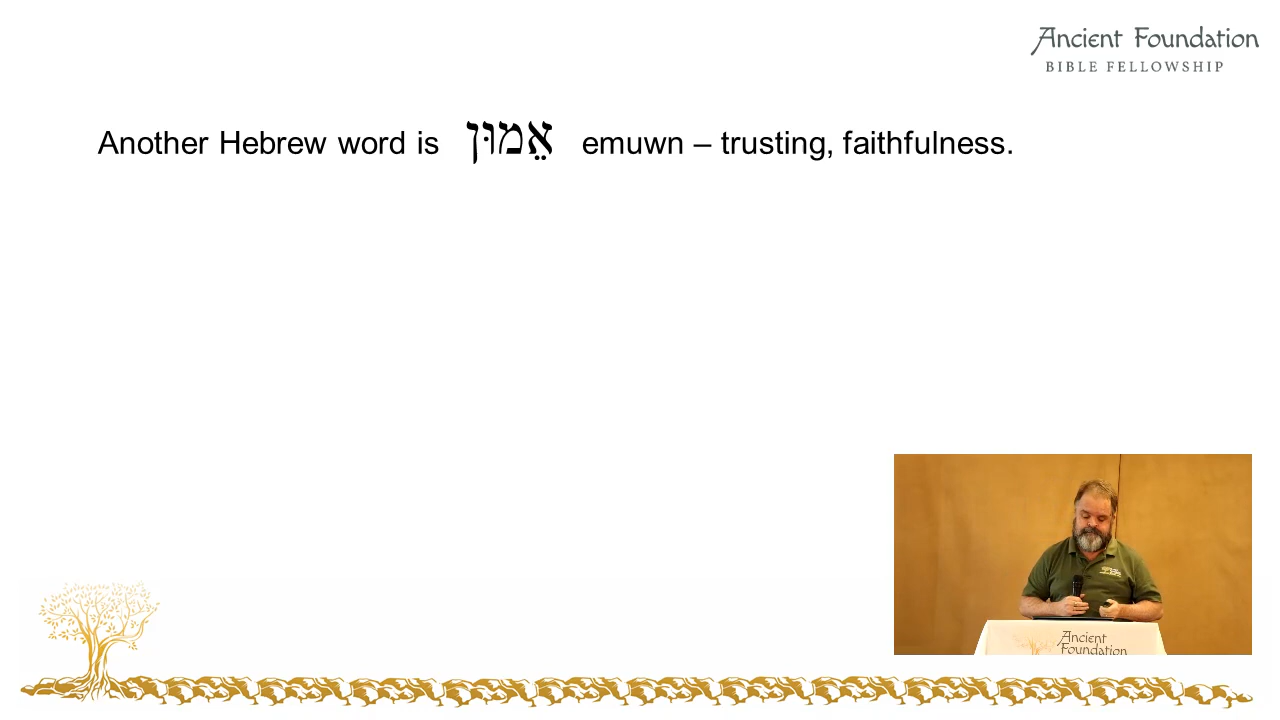 Ancient Foundation
BIBLE FELLOWSHIP
Another Hebrew word is אֵמוּן emuwn – trusting, faithfulness.
Ancient
Foundation